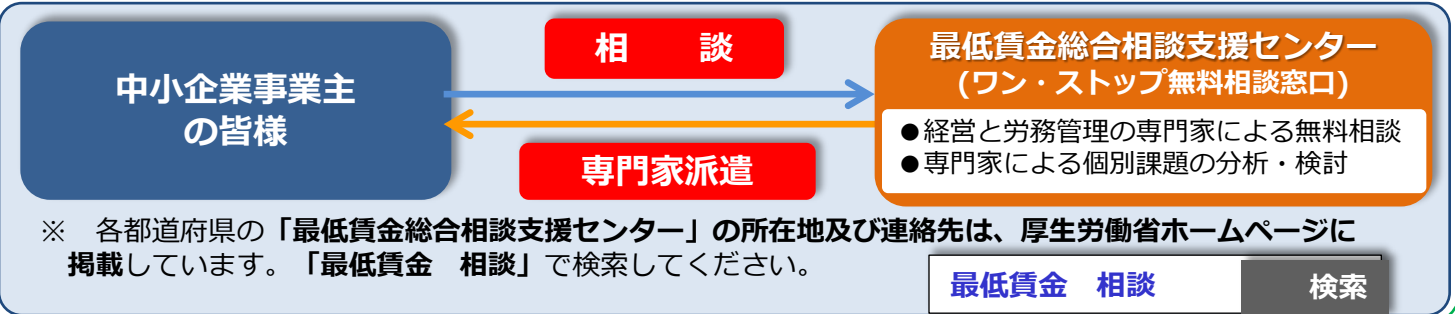 中小企業事業主
の皆様
相　　談
専門家派遣
最低賃金総合相談支援センター
(ワン・ストップ無料相談窓口)
●経営と労務管理の専門家による無料相談
●専門家による個別課題の分析・検討
※　各都道府県の「最低賃金総合相談支援センター」の所在地及び連絡先は、厚生労働省ホームページに
掲載しています。「最低賃金　相談」で検索してください。
最低賃金　相談　検索